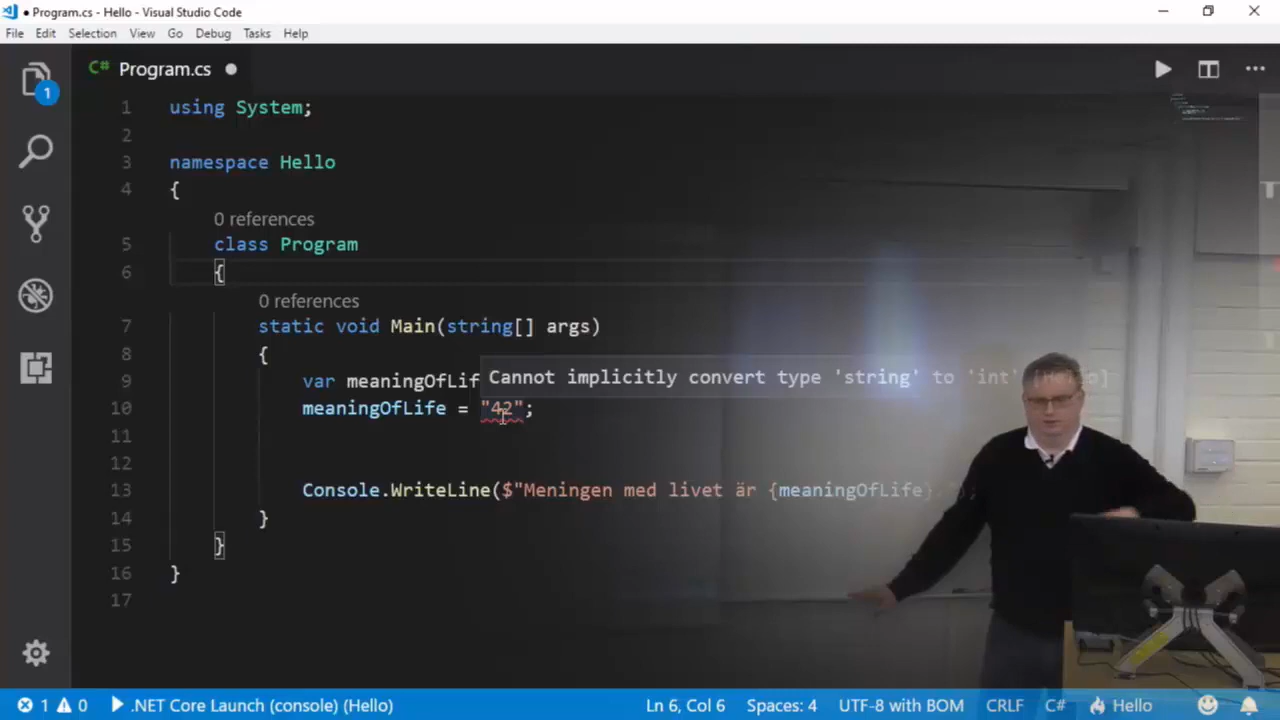 ● Program.cs - Hello - Visual Studio Code
File Edit Selection View Go Debug Tasks Help
1
C# Program.cs ●
1 using System;
2
3 namespace Hello
4 {
0 references
5 class Program
6 {
0 references
7 static void Main(string[] args)
8 {
9 var meaningOfLif
Cannot implicitly convert type 'string' to 'int'
10 meaningOfLife = "42";
11
12
13 Console.WriteLine($"Meningen med livet är {meaningOfLife}.");
14 }
15 }
16 }
17
1 0 .NET Core Launch (console) (Hello) Ln 6, Col 6 Spaces: 4 UTF-8 with BOM CRLF C# Hello